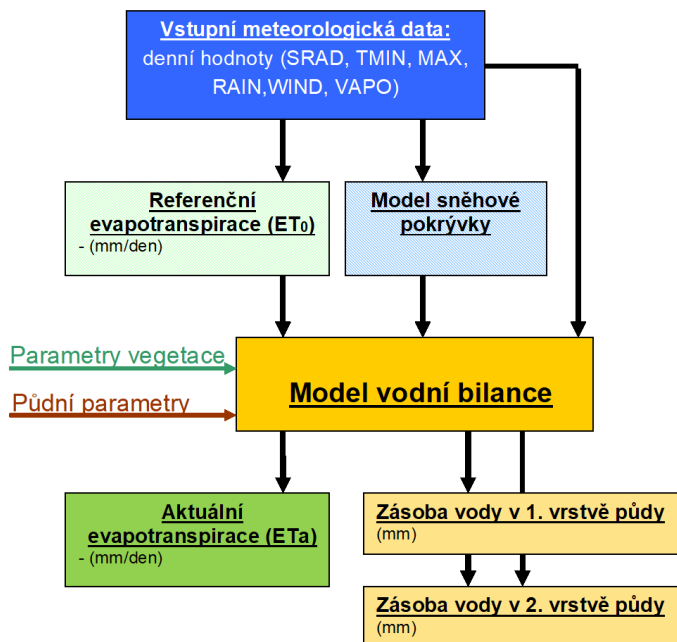 Vstupní meteorologická data:
denní hodnoty (SRAD, TMIN, MAX,
RAIN,WIND, VAPO)
Referenční
evapotranspirace (ET₀)
- (mm/den)
Model sněhové
pokrývky
Parametry vegetace
Půdní parametry
Model vodní bilance
Aktuální
evapotranspirace (ETa)
- (mm/den)
Zásoba vody v 1. vrstvě půdy
(mm)
Zásoba vody v 2. vrstvě půdy
(mm)